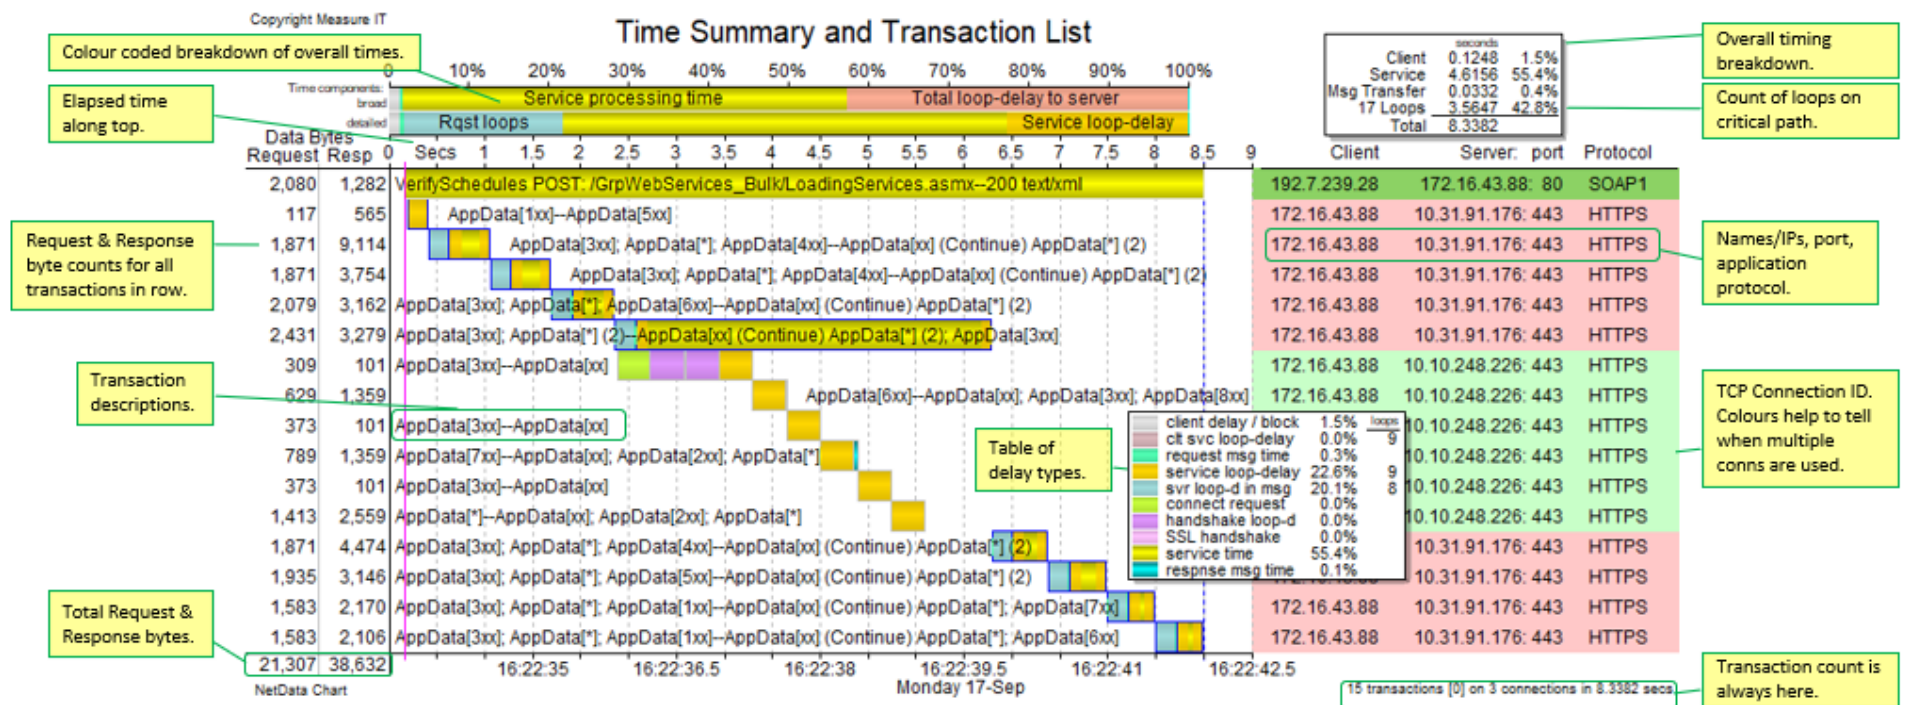 Copyright Measure IT
Time Summary and Transaction List
Colour coded breakdown of overall times.
Elapsed time
along top.
0 10% 20% 30% 40% 50% 60% 70% 80% 90% 100%
Time components:
broad
Service processing time Total loop-delay to server
detailed
Rqst loops Service loop-delay
seconds
Client 0.1248 1.5%
Service 4.6156 55.4%
Msg Transfer 0.0332 0.4%
17 Loops 3.5647 42.8%
Total 8.3382
Overall timing
breakdown.
Count of loops on
critical path.
Data Bytes
Request Resp 0 Secs 1 1.5 2 2.5 3 3.5 4 4.5 5 5.5 6 6.5 7 7.5 8 8.5 9 Client Server: port Protocol
2,080 1,282 VerifySchedules POST: /GrpWebServices_Bulk/LoadingServices.asmx--200 text/xml 192.7.239.28 172.16.43.88: 80 SOAP1
117 565 AppData[1xx]--AppData[5xx] 172.16.43.88 10.31.91.176: 443 HTTPS
1,871 9,114 AppData[3xx]; AppData[*]; AppData[4xx]--AppData[xx] (Continue) AppData[*] (2) 172.16.43.88 10.31.91.176: 443 HTTPS
1,871 3,754 AppData[3xx]; AppData[*]; AppData[4xx]--AppData[xx] (Continue) AppData[*] (2) 172.16.43.88 10.31.91.176: 443 HTTPS
2,079 3,162 AppData[3xx]; AppData[*]; AppData[6xx]--AppData[xx] (Continue) AppData[*] (2) 172.16.43.88 10.31.91.176: 443 HTTPS
2,431 3,279 AppData[3xx]; AppData[*] (2)--AppData[xx] (Continue) AppData[*] (2); AppData[3xx] 172.16.43.88 10.31.91.176: 443 HTTPS
309 101 AppData[3xx]--AppData[xx] 172.16.43.88 10.10.248.226: 443 HTTPS
629 1,359 AppData[6xx]--AppData[xx]; AppData[3xx]; AppData[8xx] 172.16.43.88 10.10.248.226: 443 HTTPS
373 101 AppData[3xx]--AppData[xx] 10.10.248.226: 443 HTTPS
789 1,359 AppData[7xx]--AppData[xx]; AppData[2xx]; AppData[*] 10.10.248.226: 443 HTTPS
373 101 AppData[3xx]--AppData[xx] 10.10.248.226: 443 HTTPS
1,413 2,559 AppData[*]--AppData[xx]; AppData[2xx]; AppData[*] 10.10.248.226: 443 HTTPS
1,871 4,474 AppData[3xx]; AppData[*]; AppData[4xx]--AppData[xx] (Continue) AppData[*] (2) 10.31.91.176: 443 HTTPS
1,935 3,146 AppData[3xx]; AppData[*]; AppData[5xx]--AppData[xx] (Continue) AppData[*] (2) 10.31.91.176: 443 HTTPS
1,583 2,170 AppData[3xx]; AppData[*]; AppData[1xx]--AppData[xx] (Continue) AppData[*]; AppData[7xx] 172.16.43.88 10.31.91.176: 443 HTTPS
1,583 2,106 AppData[3xx]; AppData[*]; AppData[1xx]--AppData[xx] (Continue) AppData[*]; AppData[6xx] 172.16.43.88 10.31.91.176: 443 HTTPS
21,307 38,632 16:22:35 16:22:36.5 16:22:38 16:22:39.5 16:22:41 16:22:42.5
NetData Chart
Monday 17-Sep
15 transactions [0] on 3 connections in 8.3382 secs
Request & Response
byte counts for all
transactions in row.
Transaction
descriptions.
Total Request &
Response bytes.
Table of
delay types.
loops
client delay / block 1.5%
clt svc loop-delay 0.0% 9
request msg time 0.3%
service loop-delay 22.6% 9
svr loop-d in msg 20.1% 8
connect request 0.0%
handshake loop-d 0.0%
SSL handshake 0.0%
service time 55.4%
respnse msg time 0.1%
Names/IPs, port,
application
protocol.
TCP Connection ID.
Colours help to tell
when multiple
conns are used.
Transaction count is
always here.